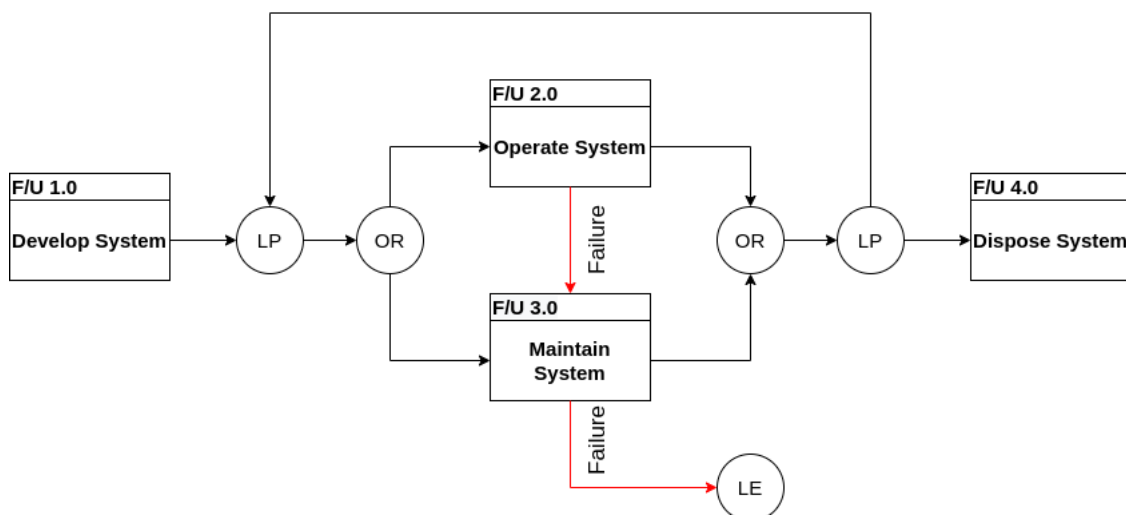 F/U 2.0
Operate System
F/U 1.0
Develop System
LP
OR
Failure
OR
LP
F/U 4.0
Dispose System
F/U 3.0
Maintain
System
Failure
LE